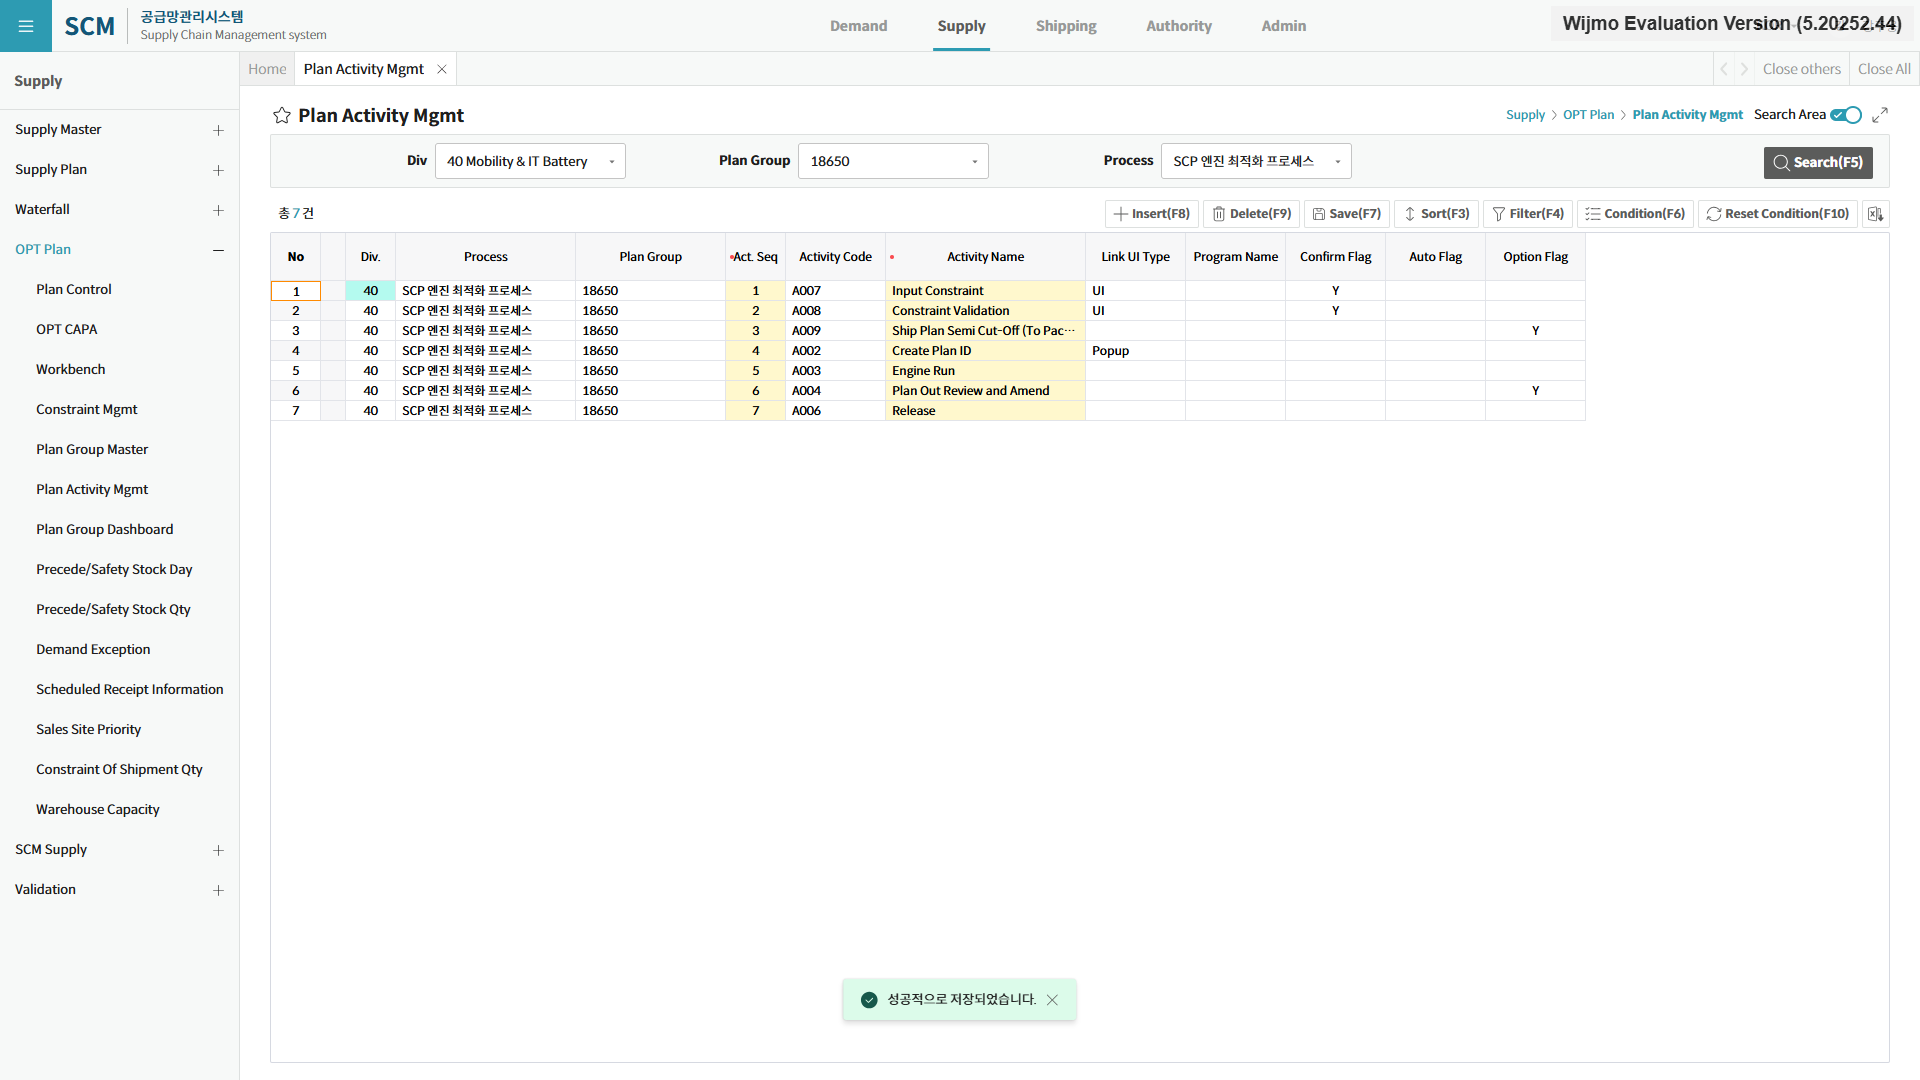 SCM
공급망관리시스템
Supply Chain Management system
Demand
Supply
Shipping
Authority
Admin
Wijmo Evaluation Version (5.20252.44)
Supply
Home
Plan Activity Mgmt
Close others
Close All
Supply Master
Supply Plan
Waterfall
OPT Plan
Plan Control
OPT CAPA
Workbench
Constraint Mgmt
Plan Group Master
Plan Activity Mgmt
Plan Group Dashboard
Precede/Safety Stock Day
Precede/Safety Stock Qty
Demand Exception
Scheduled Receipt Information
Sales Site Priority
Constraint Of Shipment Qty
Warehouse Capacity
SCM Supply
Validation
Plan Activity Mgmt
Supply > OPT Plan > Plan Activity Mgmt
Search Area
Div 40 Mobility & IT Battery
Plan Group 18650
Process SCP 엔진 최적화 프로세스
Search(F5)
총 7 건
Insert(F8)
Delete(F9)
Save(F7)
Sort(F3)
Filter(F4)
Condition(F6)
Reset Condition(F10)
No Div. Process Plan Group Act. Seq Activity Code Activity Name Link UI Type Program Name Confirm Flag Auto Flag Option Flag
1 40 SCP 엔진 최적화 프로세스 18650 1 A007 Input Constraint UI Y
2 40 SCP 엔진 최적화 프로세스 18650 2 A008 Constraint Validation UI Y
3 40 SCP 엔진 최적화 프로세스 18650 3 A009 Ship Plan Semi Cut-Off (To Pac… Y
4 40 SCP 엔진 최적화 프로세스 18650 4 A002 Create Plan ID Popup
5 40 SCP 엔진 최적화 프로세스 18650 5 A003 Engine Run
6 40 SCP 엔진 최적화 프로세스 18650 6 A004 Plan Out Review and Amend Y
7 40 SCP 엔진 최적화 프로세스 18650 7 A006 Release
성공적으로 저장되었습니다.